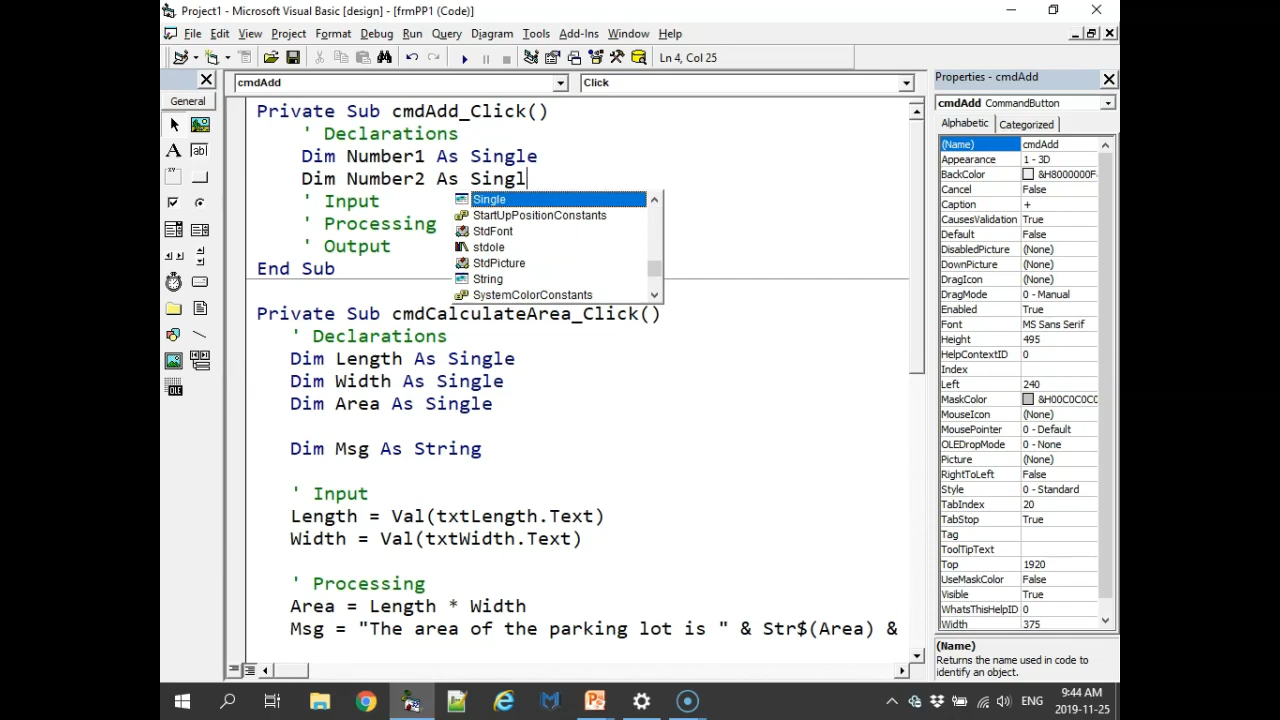 Project1 - Microsoft Visual Basic [design] - [frmPP1 (Code)]
File Edit View Project Format Debug Run Query Diagram Tools Add-Ins Window Help
Ln 4, Col 25
General
cmdAdd Click
Private Sub cmdAdd_Click()
' Declarations
Dim Number1 As Single
Dim Number2 As Singl
' Input
' Processing
' Output
End Sub
Single
StartUpPositionConstants
StdFont
stdole
StdPicture
String
SystemColorConstants
Private Sub cmdCalculateArea_Click()
' Declarations
Dim Length As Single
Dim Width As Single
Dim Area As Single
Dim Msg As String
' Input
Length = Val(txtLength.Text)
Width = Val(txtWidth.Text)
' Processing
Area = Length * Width
Msg = "The area of the parking lot is " & Str$(Area) &
Properties - cmdAdd
cmdAdd CommandButton
Alphabetic Categorized
(Name) cmdAdd
Appearance 1 - 3D
BackColor &H8000000F
Cancel False
Caption +
CausesValidation True
Default False
DisabledPicture (None)
DownPicture (None)
DragIcon (None)
DragMode 0 - Manual
Enabled True
Font MS Sans Serif
Height 495
HelpContextID 0
Index
Left 240
MaskColor &H00C0C0C0
MouseIcon (None)
MousePointer 0 - Default
OLEDropMode 0 - None
Picture (None)
RightToLeft False
Style 0 - Standard
TabIndex 20
TabStop True
Tag
ToolTipText
Top 1920
UseMaskColor False
Visible True
WhatsThisHelpID 0
Width 375
(Name)
Returns the name used in code to
identify an object.
ENG
9:44 AM
2019-11-25